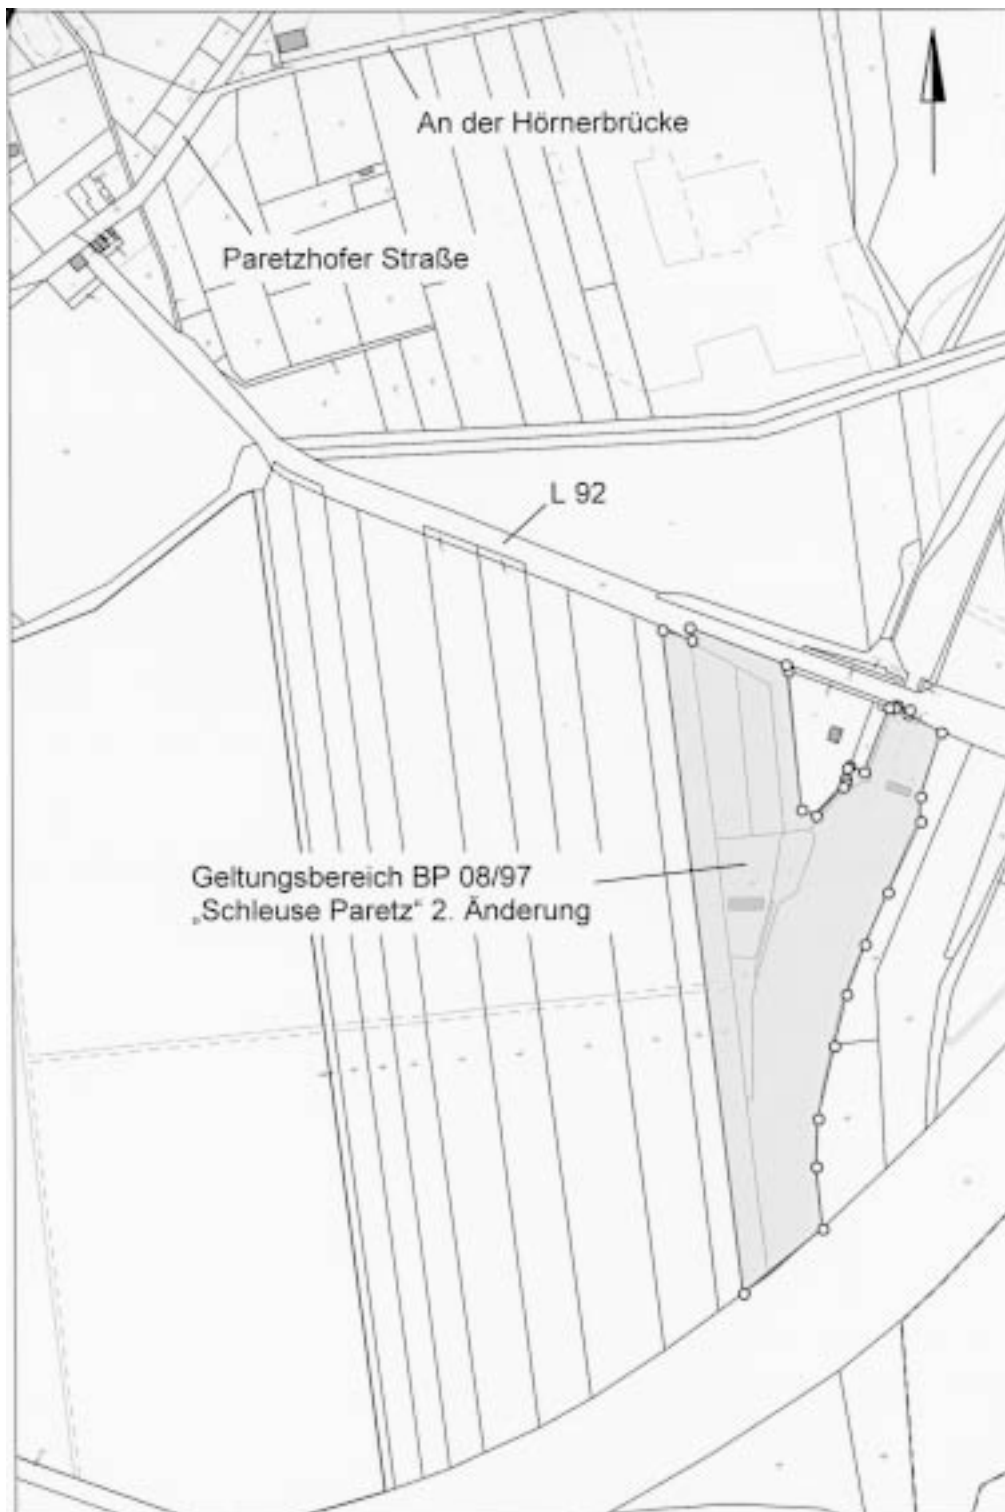 An der Hörnerbrücke
Paretzhofer Straße
L 92
Geltungsbereich BP 08/97
„Schleuse Paretz“ 2. Änderung